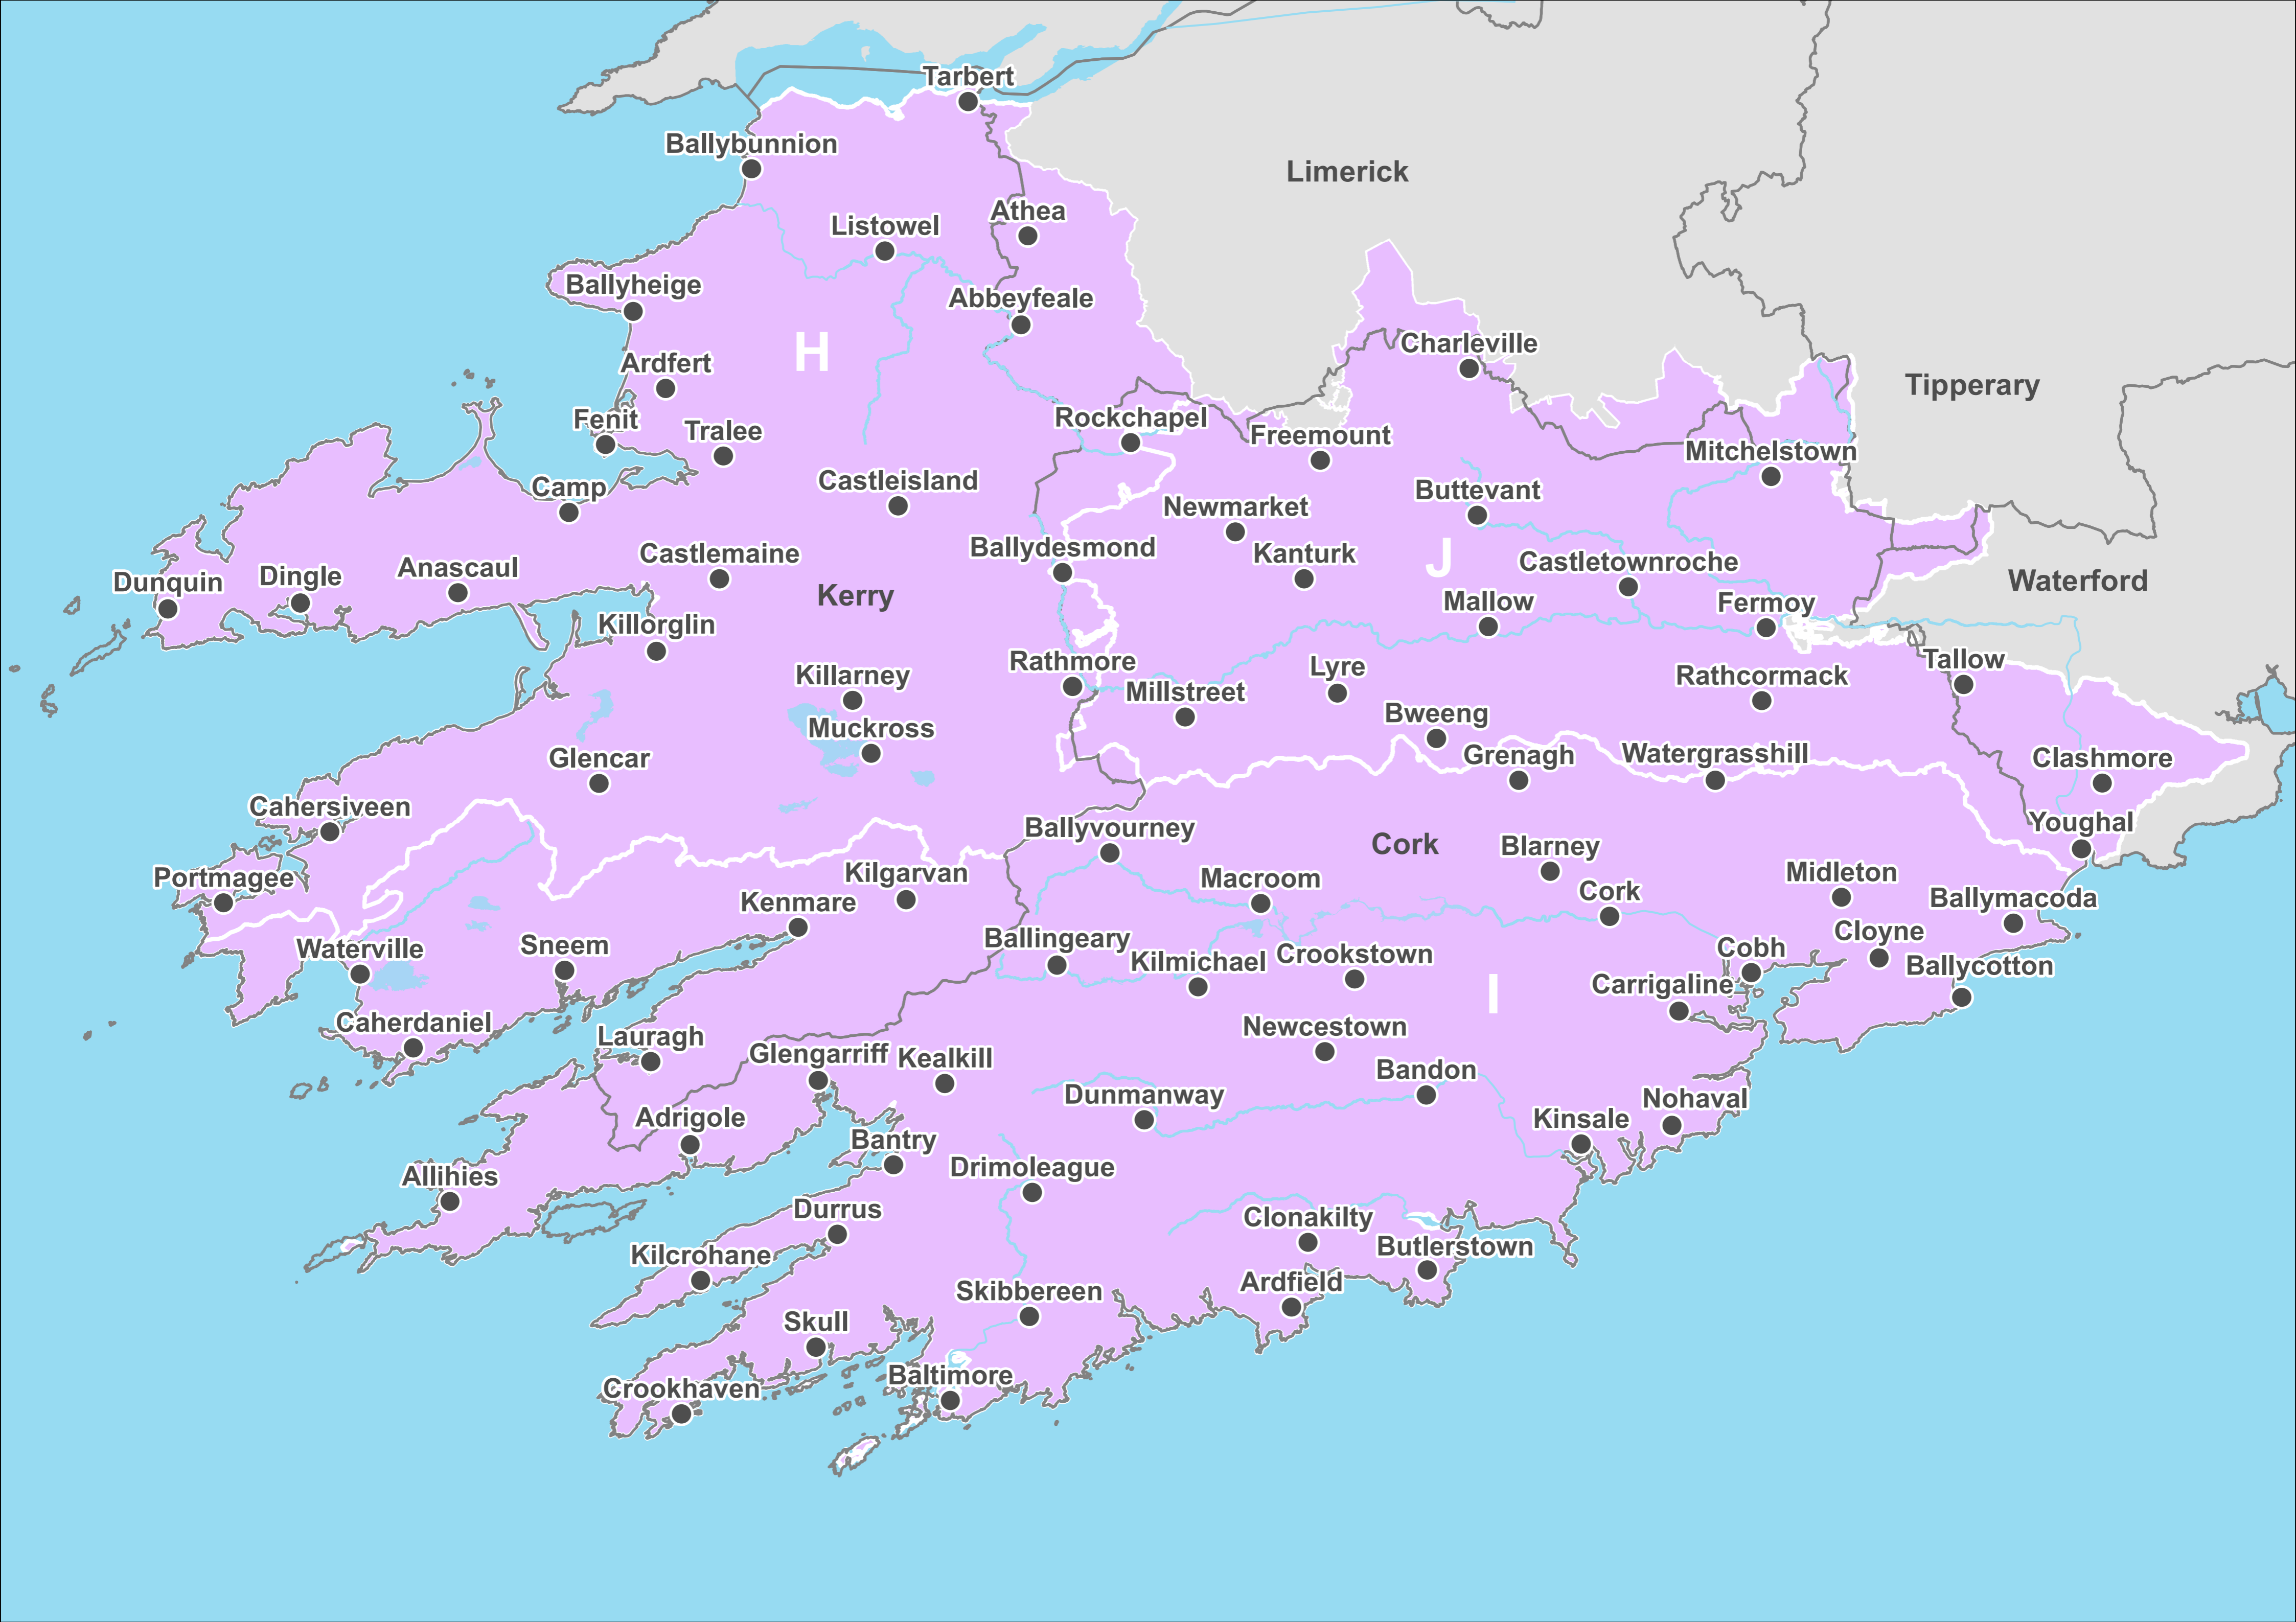 Tarbert
Ballybunnion
Limerick
Athea
Listowel
Ballyheige
Abbeyfeale
H
Charleville
Ardfert
Tipperary
Fenit
Tralee
Rockchapel
Freemount
Mitchelstown
Camp
Castleisland
Buttevant
Newmarket
Ballydesmond
Castlemaine
Kanturk
J
Castletownroche
Dunquin
Dingle
Anascaul
Kerry
Waterford
Mallow
Fermoy
Killorglin
Rathmore
Lyre
Tallow
Killarney
Millstreet
Rathcormack
Bweeng
Muckross
Glencar
Grenagh
Watergrasshill
Clashmore
Cahersiveen
Ballyvourney
Youghal
Cork
Blarney
Portmagee
Kilgarvan
Macroom
Midleton
Kenmare
Cork
Ballymacoda
Waterville
Sneem
Ballingeary
Kilmichael
Crookstown
Cobh
Cloyne
Ballycotton
Carrigaline
I
Caherdaniel
Lauragh
Newcestown
Glengarriff
Kealkill
Bandon
Dunmanway
Nohaval
Adrigole
Kinsale
Bantry
Allihies
Drimoleague
Durrus
Clonakilty
Kilcrohane
Butlerstown
Skibbereen
Ardfield
Skull
Crookhaven
Baltimore